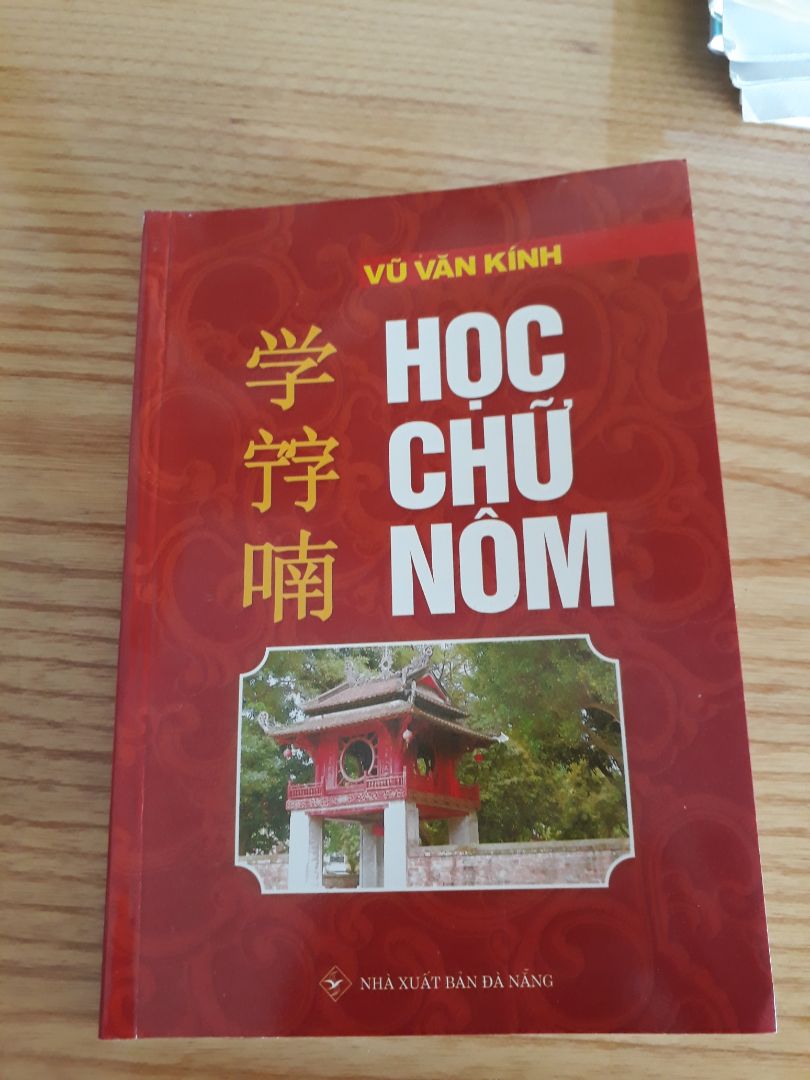 VŨ VĂN KÍNH
学
𡨸
喃
HỌC
CHỮ
NÔM
NHÀ XUẤT BẢN ĐÀ NẴNG